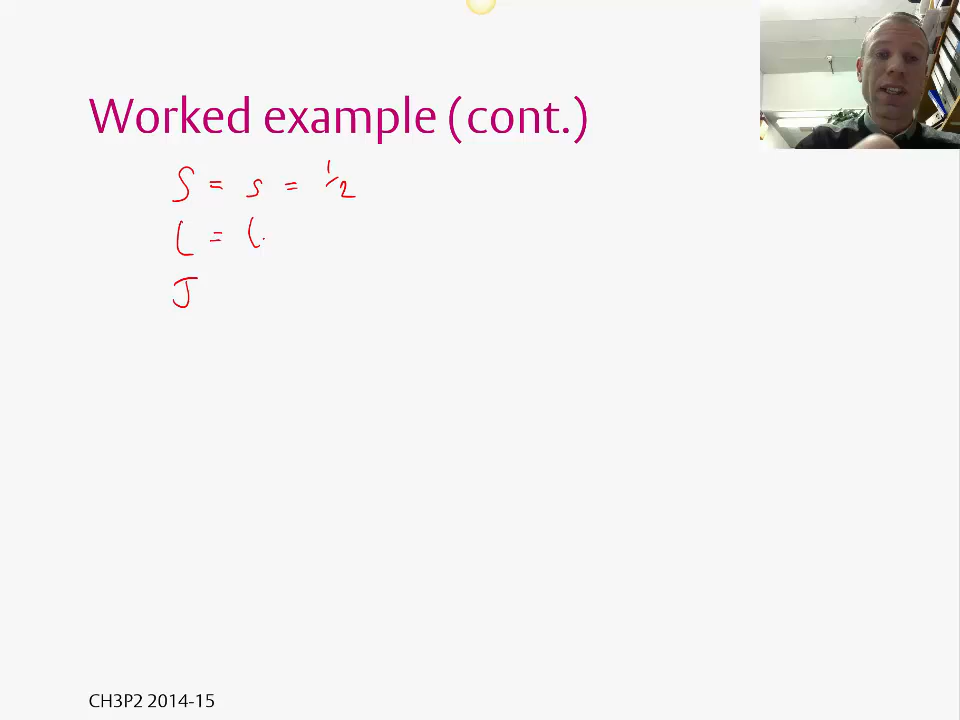 Worked example (cont.)
S = s = 1/2
L = l
J
CH3P2 2014-15